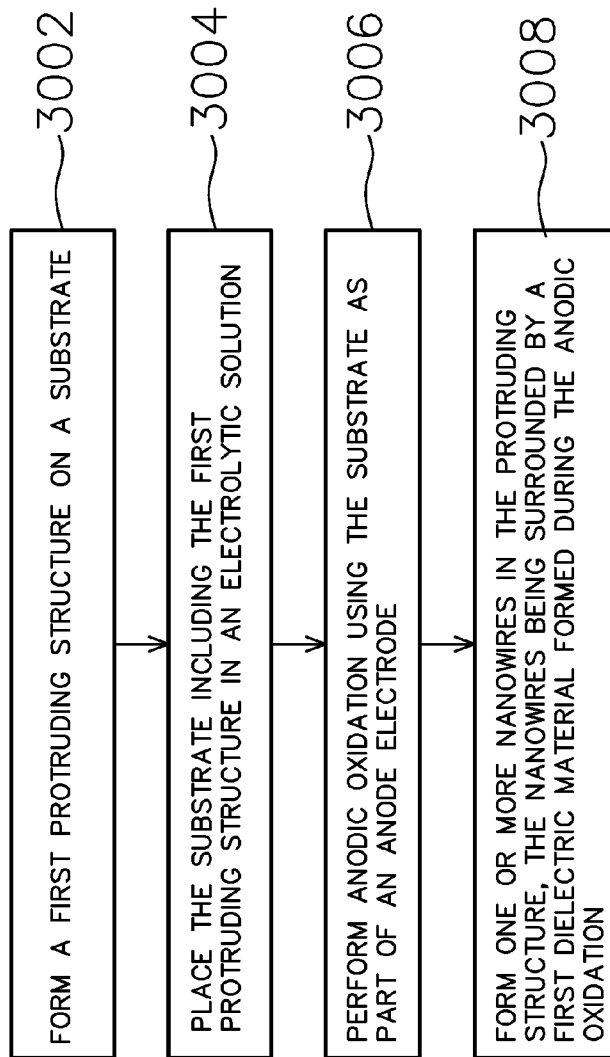 FORM A FIRST PROTRUDING STRUCTURE ON A SUBSTRATE
3002
PLACE THE SUBSTRATE INCLUDING THE FIRST
PROTRUDING STRUCTURE IN AN ELECTROLYTIC SOLUTION
3004
PERFORM ANODIC OXIDATION USING THE SUBSTRATE AS
PART OF AN ANODE ELECTRODE
3006
FORM ONE OR MORE NANOWIRES IN THE PROTRUDING
STRUCTURE, THE NANOWIRES BEING SURROUNDED BY A
FIRST DIELECTRIC MATERIAL FORMED DURING THE ANODIC
OXIDATION
3008